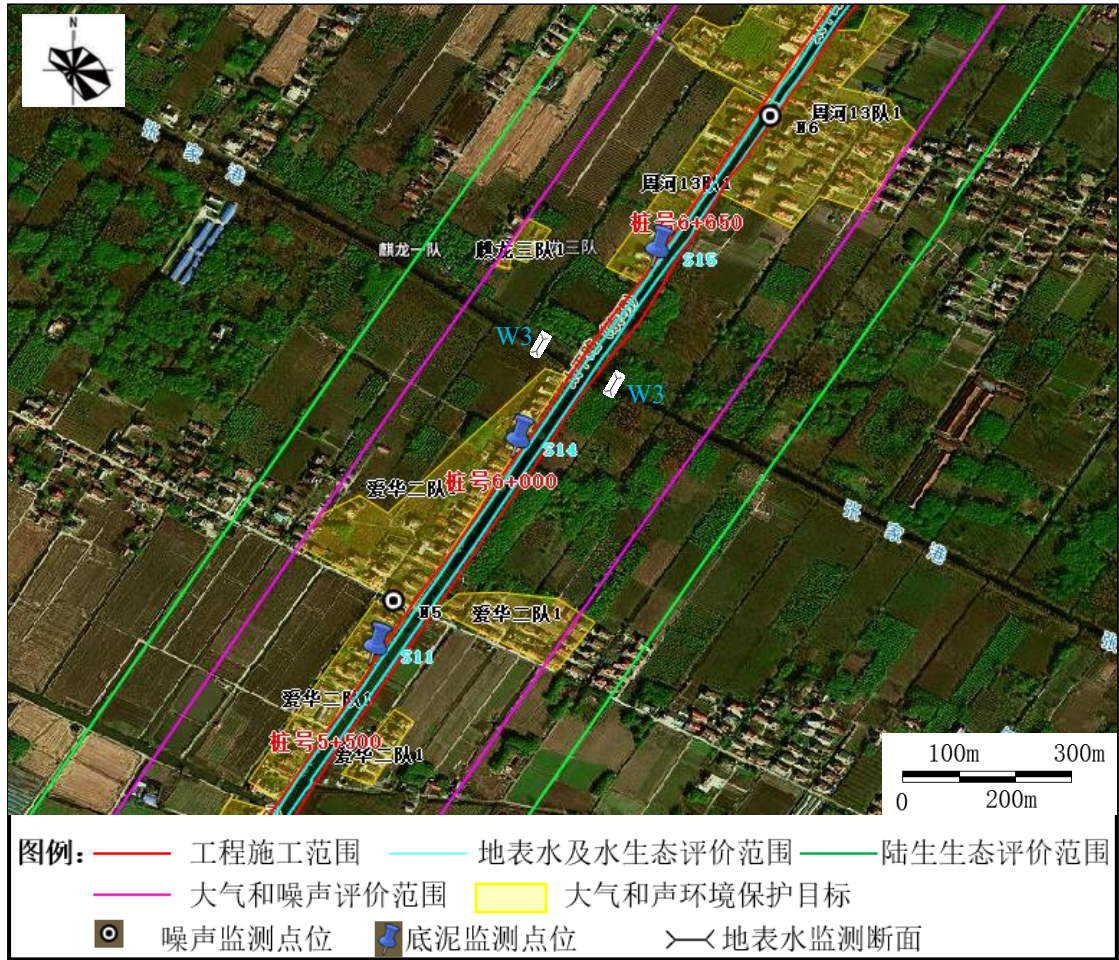 N
张家港
周河13队1
N6
周河13队1
桩号6+650
麒龙一队
麒龙三队1
三队
S15
W3
W3
S14
爱华二队
桩号6+000
张家港
N5
爱华二队1
S11
张
爱华二队1
桩号5+500
爱华二队1
100m 300m
0 200m
图例: 工程施工范围 地表水及水生态评价范围 陆生生态评价范围
大气和噪声评价范围 大气和声环境保护目标
噪声监测点位 底泥监测点位 地表水监测断面